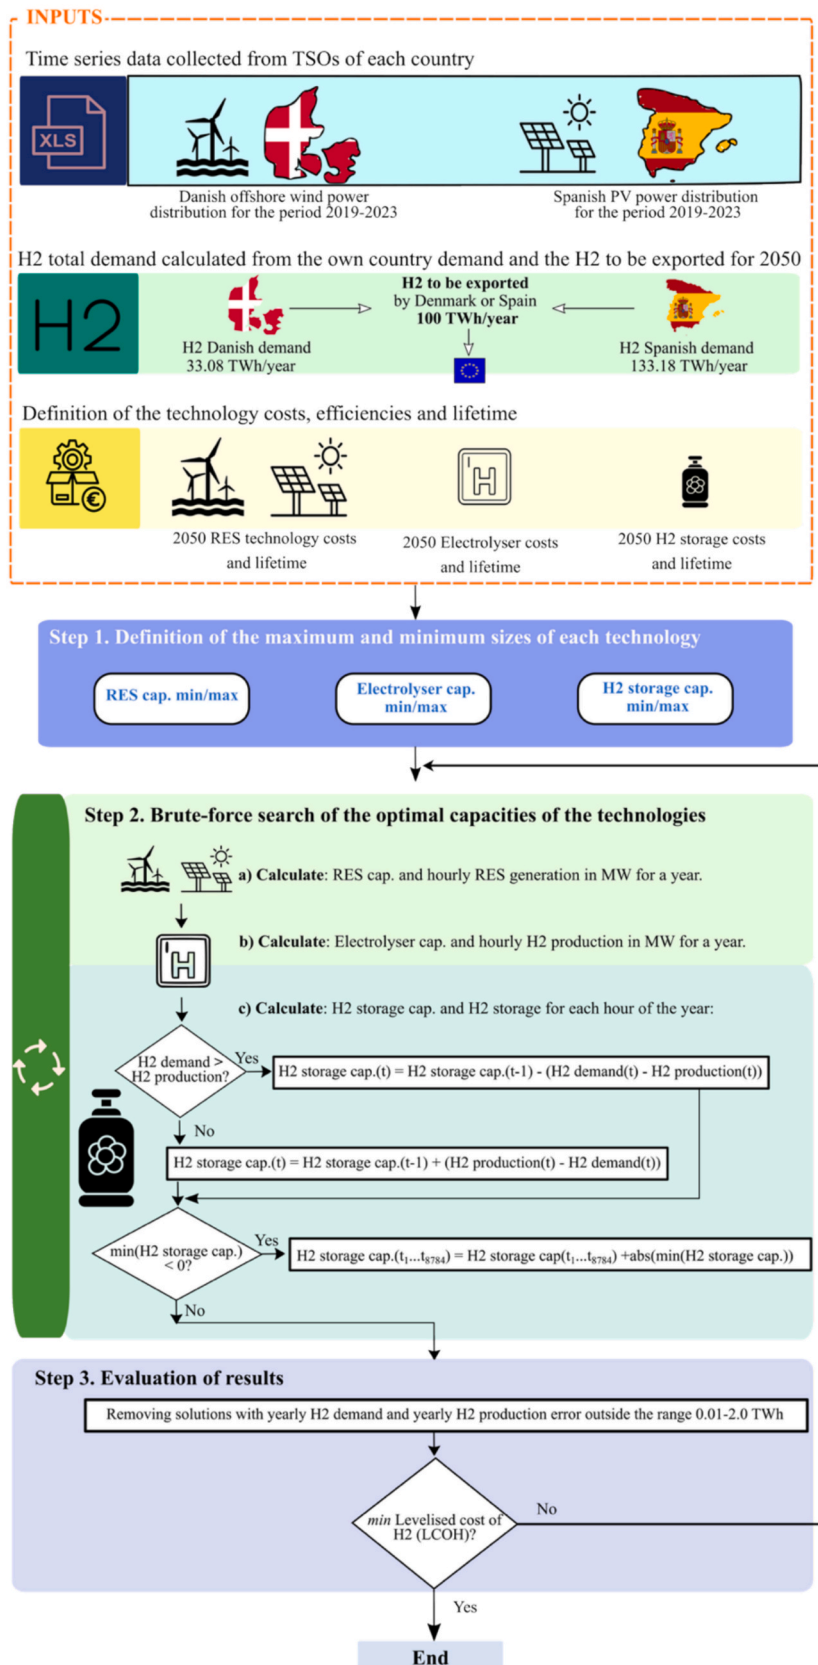 INPUTS
Time series data collected from TSOs of each country
XLS
Danish offshore wind power
distribution for the period 2019-2023
Spanish PV power distribution
for the period 2019-2023
H2 total demand calculated from the own country demand and the H2 to be exported for 2050
H2
H2 to be exported
by Denmark or Spain
100 TWh/year
H2 Danish demand
33.08 TWh/year
H2 Spanish demand
133.18 TWh/year
Definition of the technology costs, efficiencies and lifetime
H
2050 RES technology costs
and lifetime
2050 Electrolyser costs
and lifetime
2050 H2 storage costs
and lifetime
Step 1. Definition of the maximum and minimum sizes of each technology
RES cap. min/max
Electrolyser cap.
min/max
H2 storage cap.
min/max
Step 2. Brute-force search of the optimal capacities of the technologies
a) Calculate: RES cap. and hourly RES generation in MW for a year.
b) Calculate: Electrolyser cap. and hourly H2 production in MW for a year.
H
c) Calculate: H2 storage cap. and H2 storage for each hour of the year:
H2 demand >
H2 production?
Yes
H2 storage cap.(t) = H2 storage cap.(t-1) - (H2 demand(t) - H2 production(t))
No
H2 storage cap.(t) = H2 storage cap.(t-1) + (H2 production(t) - H2 demand(t))
min(H2 storage cap.)
< 0?
Yes
H2 storage cap.(t₁...t₈₇₈₄) = H2 storage cap(t₁...t₈₇₈₄) +abs(min(H2 storage cap.))
No
Step 3. Evaluation of results
Removing solutions with yearly H2 demand and yearly H2 production error outside the range 0.01-2.0 TWh
min Levelised cost of
H2 (LCOH)?
No
Yes
End